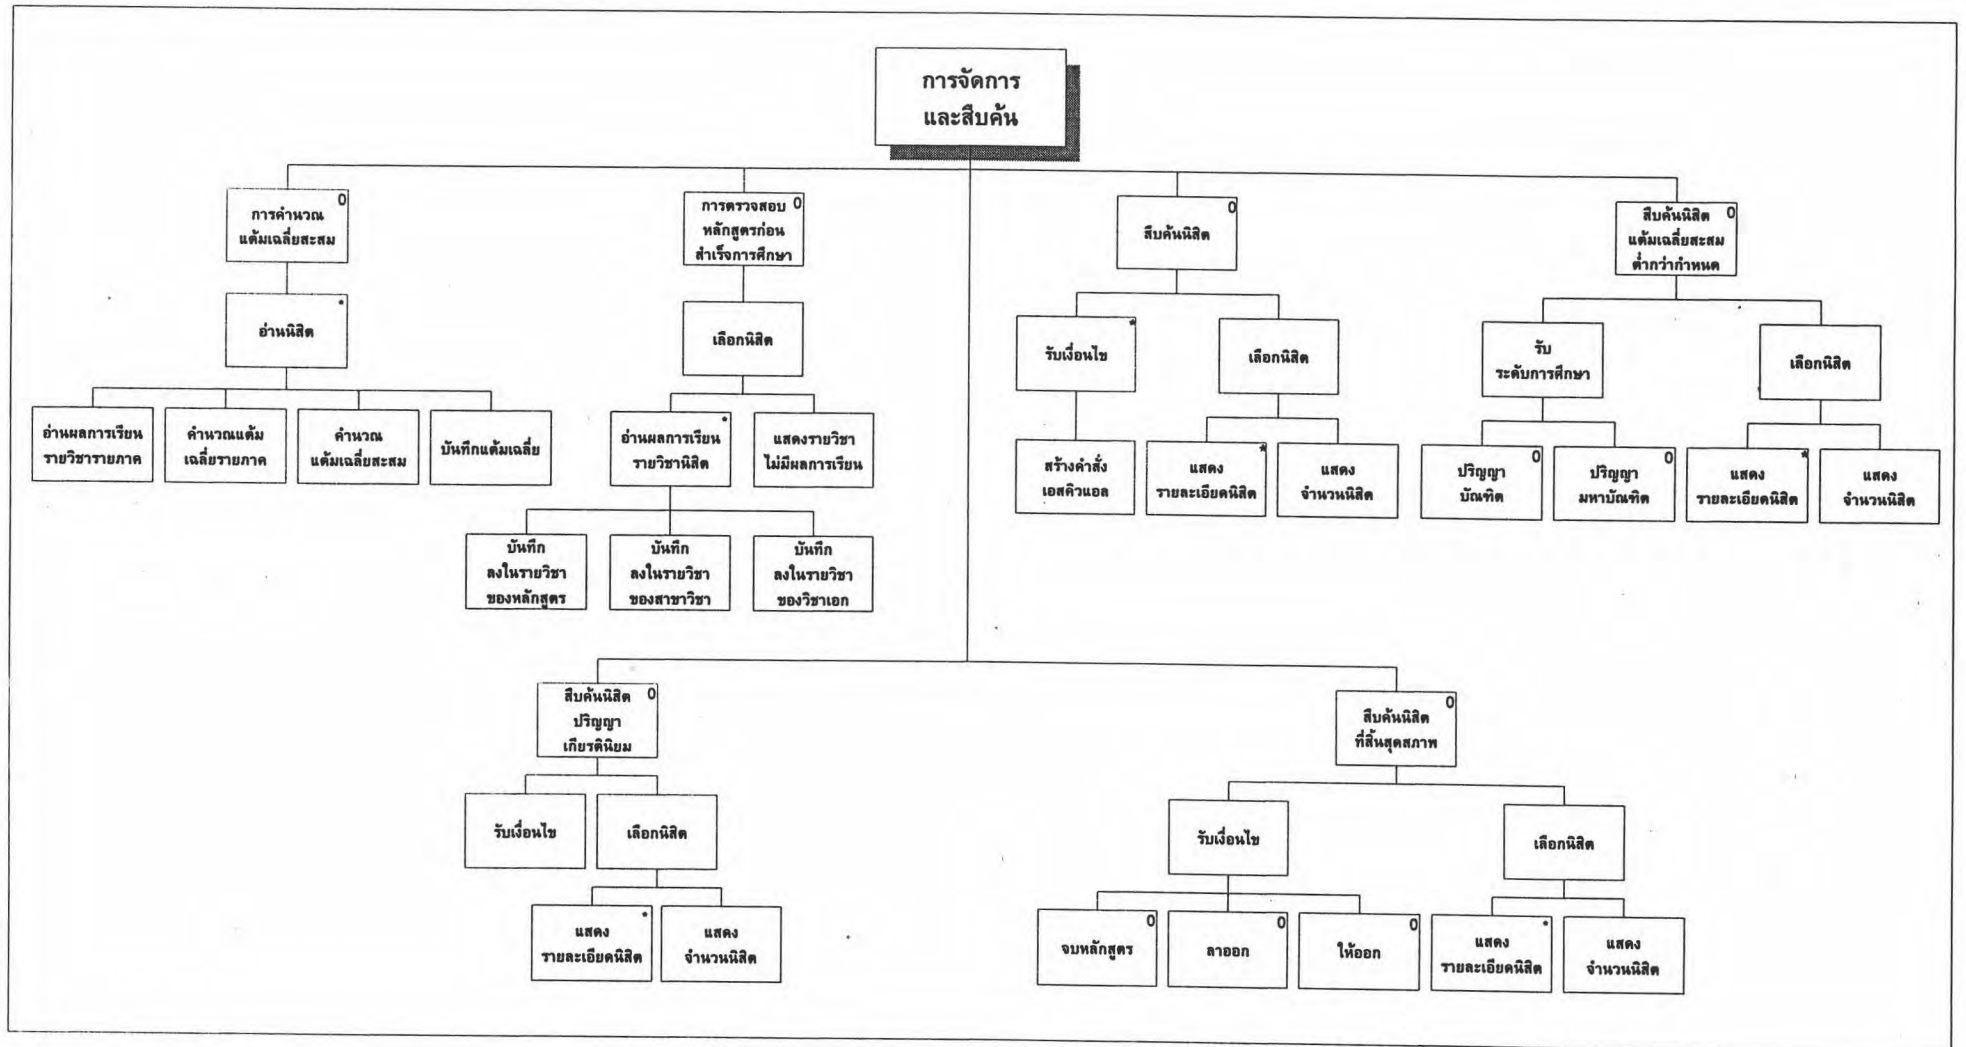 การจัดการ
และสืบค้น
0
การคำนวณ
แต้มเฉลี่ยสะสม
*
อ่านนิสิต
อ่านผลการเรียน
รายวิชารายภาค
คำนวณแต้ม
เฉลี่ยรายภาค
คำนวณ
แต้มเฉลี่ยสะสม
บันทึกแต้มเฉลี่ย
การตรวจสอบ 0
หลักสูตรก่อน
สำเร็จการศึกษา
เลือกนิสิต
*
อ่านผลการเรียน
รายวิชานิสิต
แสดงรายวิชา
ไม่มีผลการเรียน
บันทึก
ลงในรายวิชา
ของหลักสูตร
บันทึก
ลงในรายวิชา
ของสาขาวิชา
บันทึก
ลงในรายวิชา
ของวิชาเอก
0
สืบค้นนิสิต
*
รับเงื่อนไข
สร้างคำสั่ง
เอสคิวแอล
เลือกนิสิต
*
แสดง
รายละเอียดนิสิต
แสดง
จำนวนนิสิต
สืบค้นนิสิต 0
แต้มเฉลี่ยสะสม
ต่ำกว่ากำหนด
รับ
ระดับการศึกษา
0
ปริญญา
บัณฑิต
0
ปริญญา
มหาบัณฑิต
เลือกนิสิต
*
แสดง
รายละเอียดนิสิต
แสดง
จำนวนนิสิต
สืบค้นนิสิต 0
ปริญญา
เกียรตินิยม
รับเงื่อนไข
เลือกนิสิต
*
แสดง
รายละเอียดนิสิต
แสดง
จำนวนนิสิต
0
สืบค้นนิสิต
ที่สิ้นสุดสภาพ
รับเงื่อนไข
0
จบหลักสูตร
0
ลาออก
0
ให้ออก
เลือกนิสิต
*
แสดง
รายละเอียดนิสิต
แสดง
จำนวนนิสิต